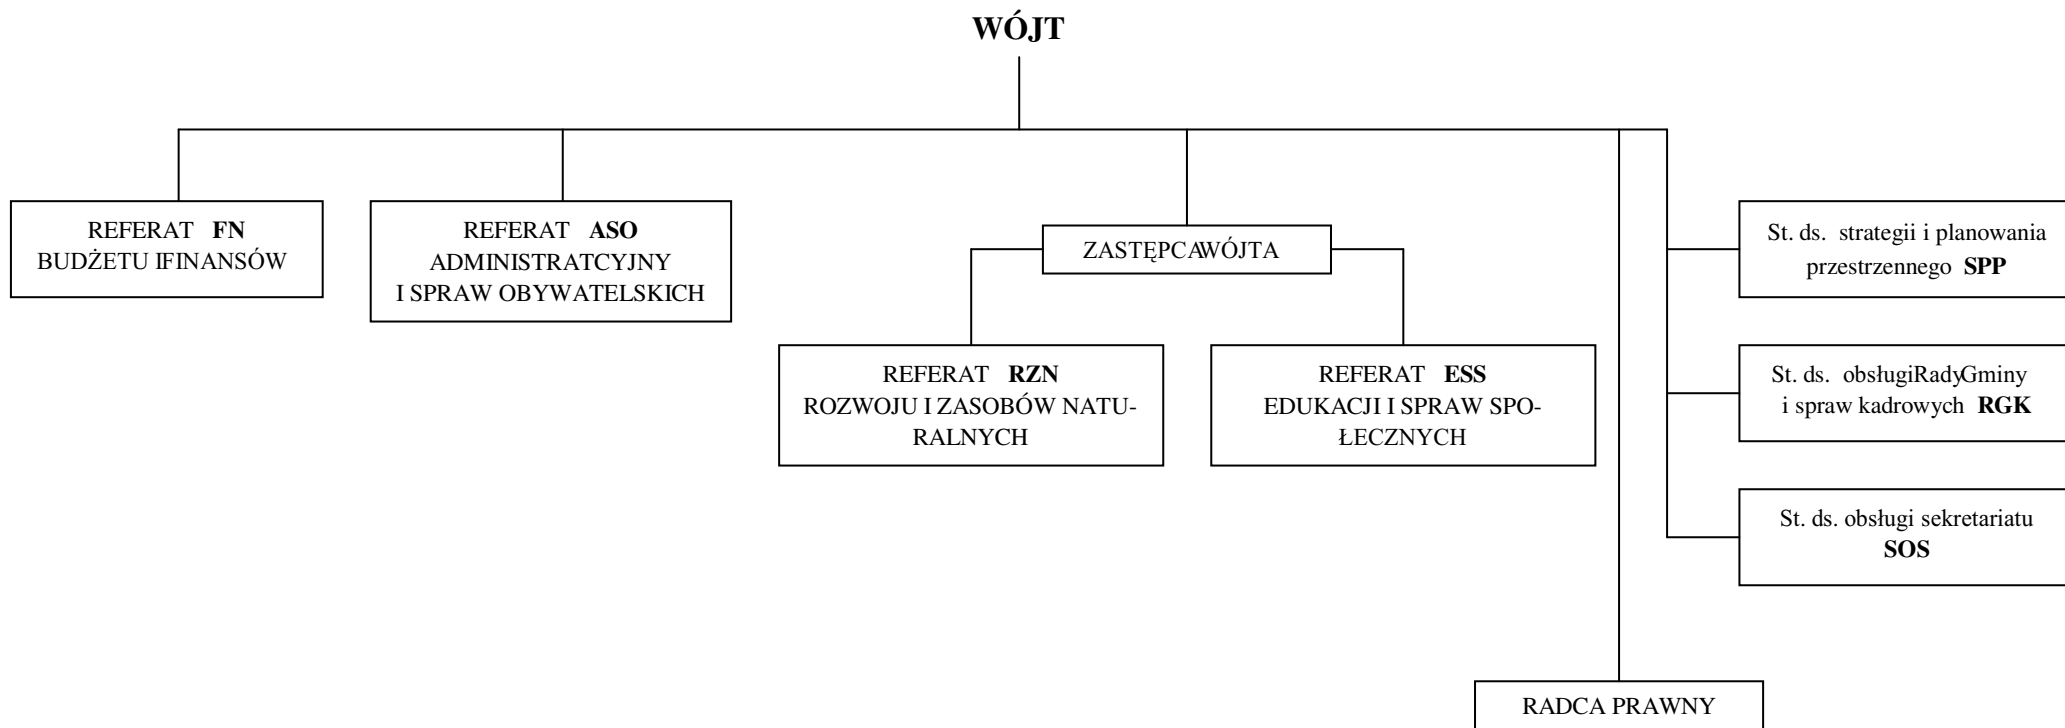 WÓJT
REFERAT FN
BUDŻETU IFINANSÓW
REFERAT ASO
ADMINISTRATCYJNY
I SPRAW OBYWATELSKICH
ZASTĘPCAWÓJTA
REFERAT RZN
ROZWOJU I ZASOBÓW NATU-
RALNYCH
REFERAT ESS
EDUKACJI I SPRAW SPO-
ŁECZNYCH
St. ds. strategii i planowania
przestrzennego SPP
St. ds. obsługiRadyGminy
i spraw kadrowych RGK
St. ds. obsługi sekretariatu
SOS
RADCA PRAWNY